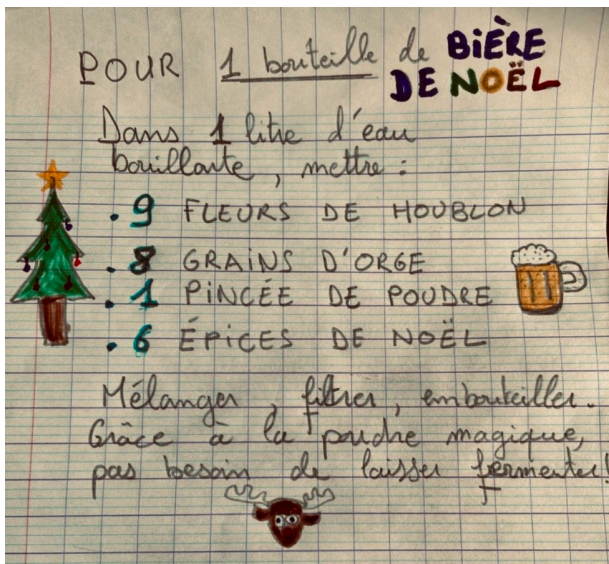 POUR 1 bouteille de BIÈRE
DE NOËL
Dans 1 litre d'eau
bouillante, mettre :
. 9 FLEURS DE HOUBLON
. 8 GRAINS D'ORGE
. 1 PINCÉE DE POUDRE
. 6 ÉPICES DE NOËL
Mélanger, filtrer, embouteiller.
Grâce à la poudre magique,
pas besoin de laisser fermenter!